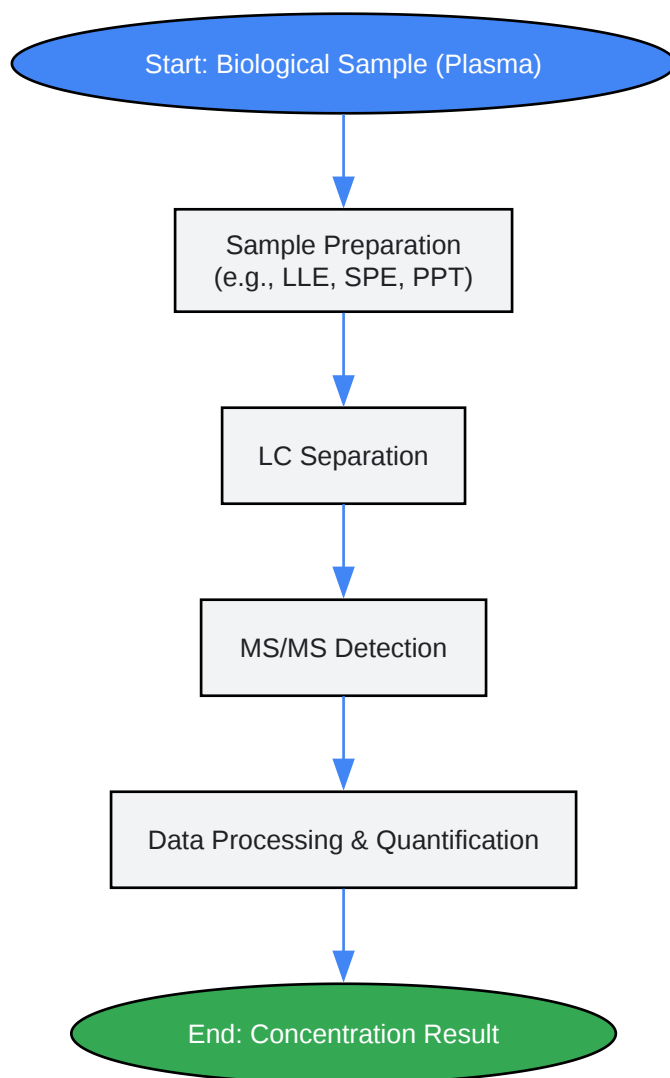 Start: Biological Sample (Plasma)
Sample Preparation
(e.g., LLE, SPE, PPT)
LC Separation
MS/MS Detection
Data Processing & Quantification
End: Concentration Result